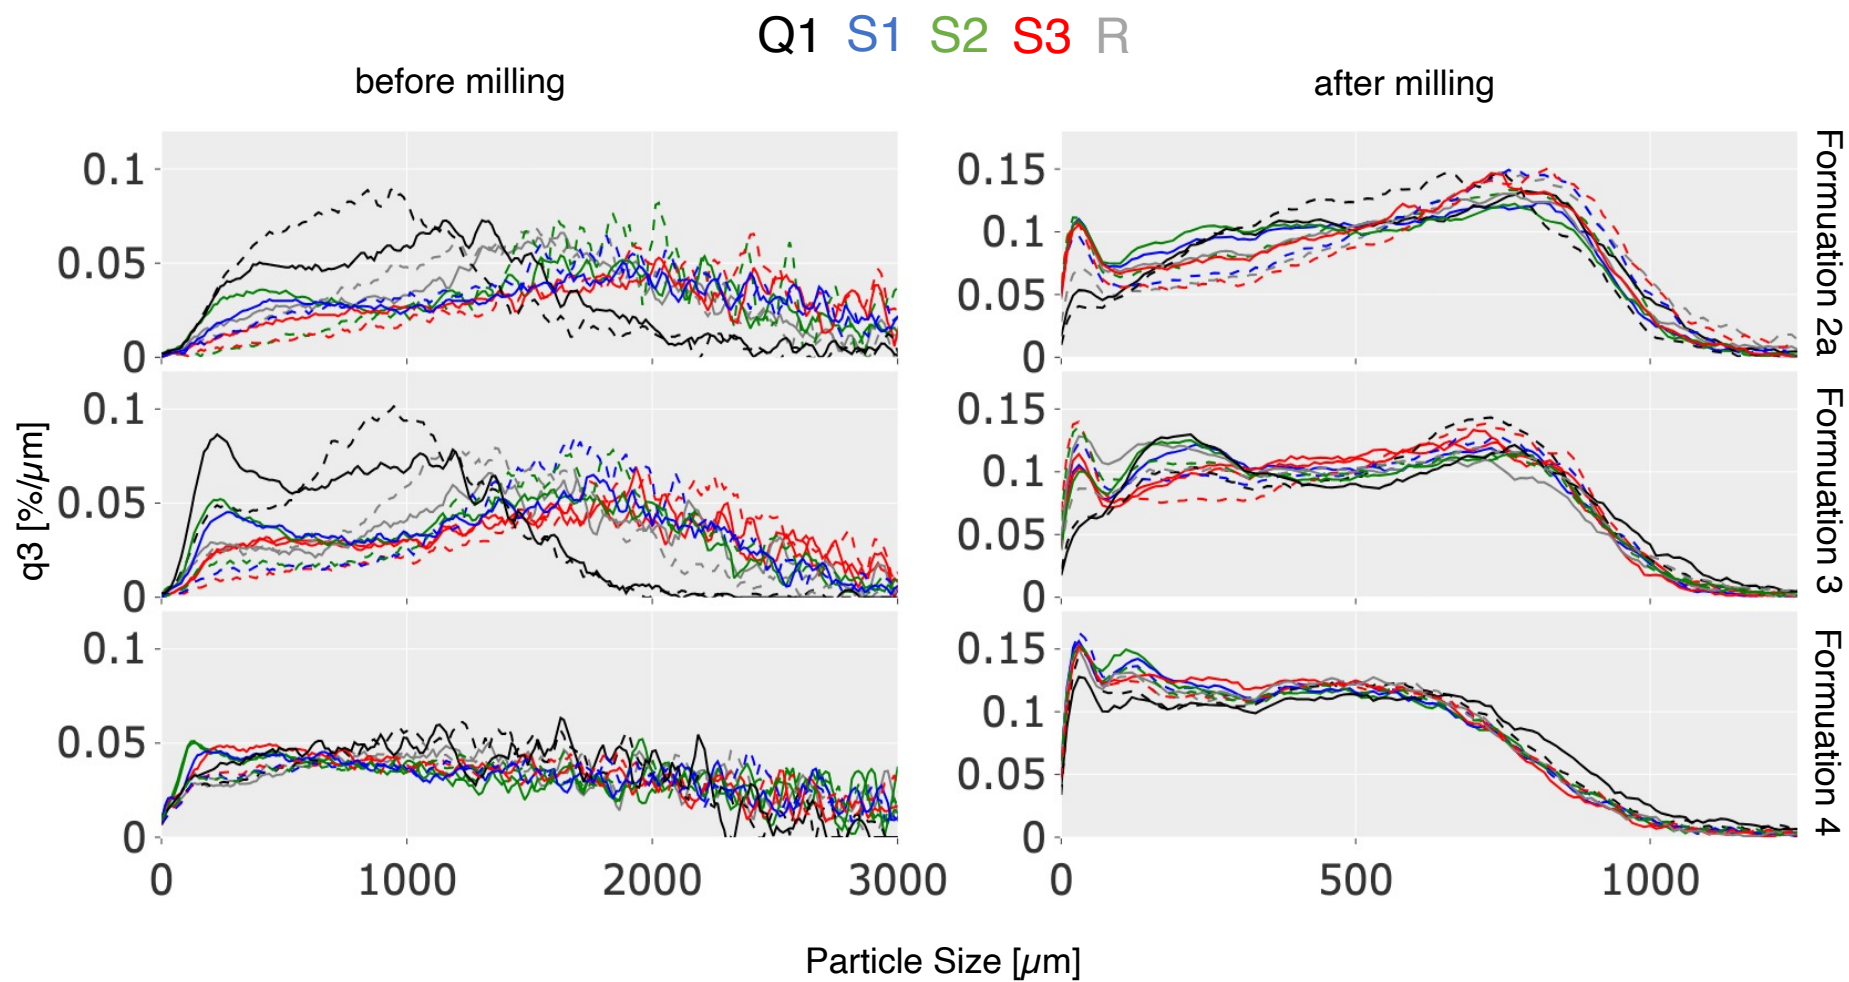 Q1 S1 S2 S3 R
before milling
after milling
0.1
0.05
0
0.15
0.1
0.05
0
Formuation 2a
q3 [%/µm]
0.1
0.05
0
0.15
0.1
0.05
0
Formuation 3
0.1
0.05
0
0.15
0.1
0.05
0
Formuation 4
0 1000 2000 3000
0 500 1000
Particle Size [µm]